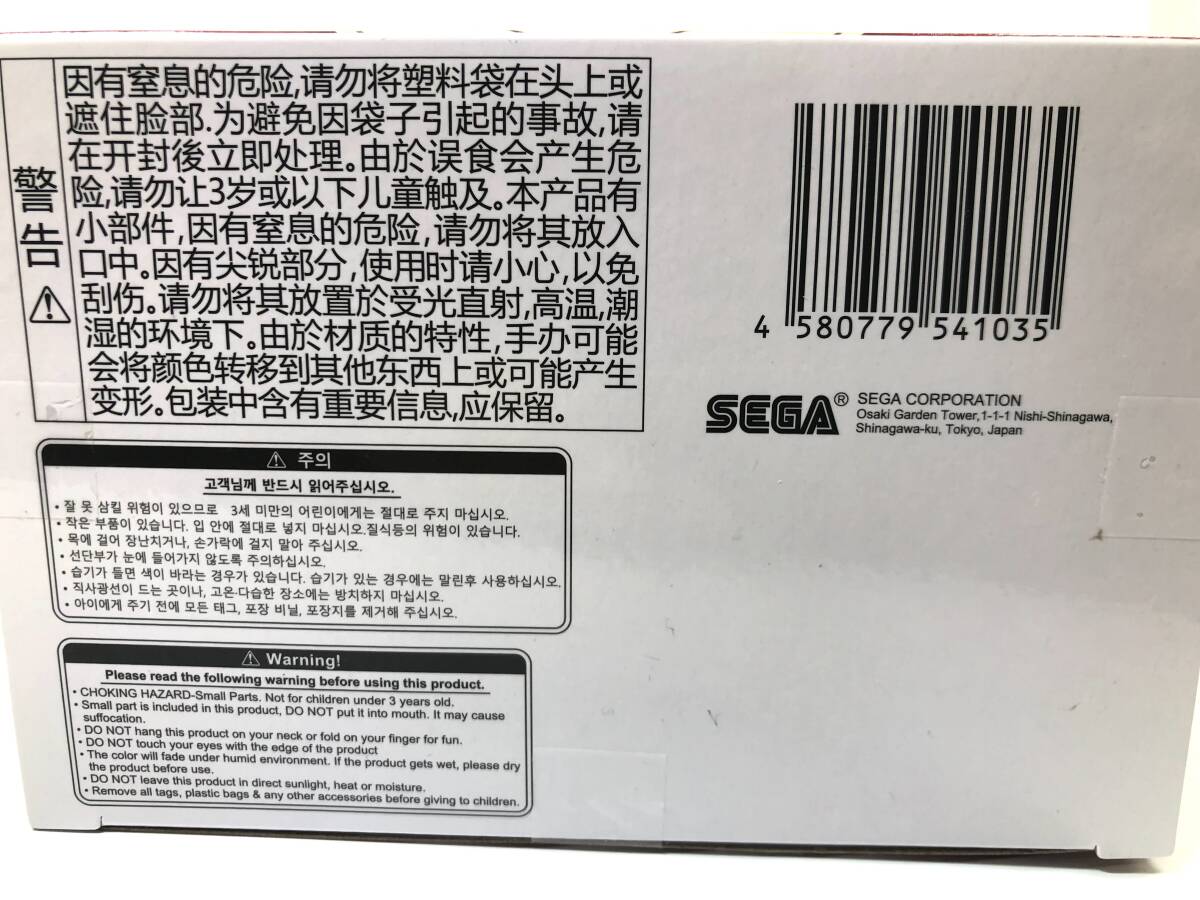 警告
因有窒息的危险,请勿将塑料袋在头上或
遮住脸部.为避免因袋子引起的事故,请
在开封後立即处理。由於误食会产生危
险,请勿让3岁或以下儿童触及。本产品有
小部件,因有窒息的危险,请勿将其放入
口中。因有尖锐部分,使用时请小心,以免
刮伤。请勿将其放置於受光直射,高温,潮
湿的环境下。由於材质的特性,手办可能
会将颜色转移到其他东西上或可能产生
变形。包装中含有重要信息,应保留。
4 580779 541035
SEGA® SEGA CORPORATION
Osaki Garden Tower,1-1-1 Nishi-Shinagawa,
Shinagawa-ku, Tokyo, Japan
⚠ 주의
고객님께 반드시 읽어주십시오.
• 잘 못 삼킬 위험이 있으므로 3세 미만의 어린이에게는 절대로 주지 마십시오.
• 작은 부품이 있습니다. 입 안에 절대로 넣지 마십시오.질식등의 위험이 있습니다.
• 목에 걸어 장난치거나, 손가락에 걸지 말아 주십시오.
• 선단부가 눈에 들어가지 않도록 주의하십시오.
• 습기가 들면 색이 바라는 경우가 있습니다. 습기가 있는 경우에는 말린후 사용하십시오.
• 직사광선이 드는 곳이나, 고온·다습한 장소에는 방치하지 마십시오.
• 아이에게 주기 전에 모든 태그, 포장 비닐, 포장지를 제거해 주십시오.
⚠ Warning!
Please read the following warning before using this product.
• CHOKING HAZARD-Small Parts. Not for children under 3 years old.
• Small part is included in this product, DO NOT put it into mouth. It may cause
suffocation.
• DO NOT hang this product on your neck or fold on your finger for fun.
• DO NOT touch your eyes with the edge of the product
• The color will fade under humid environment. If the product gets wet, please dry
the product before use.
• DO NOT leave this product in direct sunlight, heat or moisture.
• Remove all tags, plastic bags & any other accessories before giving to children.